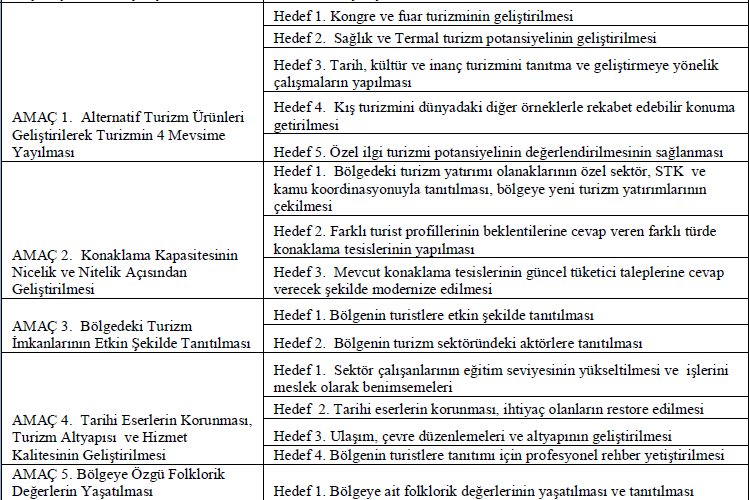 Hedef 1. Kongre ve fuar turizminin geliştirilmesi
Hedef 2. Sağlık ve Termal turizm potansiyelinin geliştirilmesi
Hedef 3. Tarih, kültür ve inanç turizmini tanıtma ve geliştirmeye yönelik
çalışmaların yapılması
AMAÇ 1. Alternatif Turizm Ürünleri
Geliştirilerek Turizmin 4 Mevsime
Yayılması
Hedef 4. Kış turizmini dünyadaki diğer örneklerle rekabet edebilir konuma
getirilmesi
Hedef 5. Özel ilgi turizmi potansiyelinin değerlendirilmesinin sağlanması
Hedef 1. Bölgedeki turizm yatırımı olanaklarının özel sektör, STK ve
kamu koordinasyonuyla tanıtılması, bölgeye yeni turizm yatırımlarının
çekilmesi
AMAÇ 2. Konaklama Kapasitesinin
Nicelik ve Nitelik Açısından
Geliştirilmesi
Hedef 2. Farklı turist profillerinin beklentilerine cevap veren farklı türde
konaklama tesislerinin yapılması
Hedef 3. Mevcut konaklama tesislerinin güncel tüketici taleplerine cevap
verecek şekilde modernize edilmesi
AMAÇ 3. Bölgedeki Turizm
İmkanlarının Etkin Şekilde Tanıtılması
Hedef 1. Bölgenin turistlere etkin şekilde tanıtılması
Hedef 2. Bölgenin turizm sektöründeki aktörlere tanıtılması
Hedef 1. Sektör çalışanlarının eğitim seviyesinin yükseltilmesi ve işlerini
meslek olarak benimsemeleri
AMAÇ 4. Tarihi Eserlerin Korunması,
Turizm Altyapısı ve Hizmet
Kalitesinin Geliştirilmesi
Hedef 2. Tarihi eserlerin korunması, ihtiyaç olanların restore edilmesi
Hedef 3. Ulaşım, çevre düzenlemeleri ve altyapının geliştirilmesi
Hedef 4. Bölgenin turistlere tanıtımı için profesyonel rehber yetiştirilmesi
AMAÇ 5. Bölgeye Özgü Folklorik
Değerlerin Yaşatılması
Hedef 1. Bölgeye ait folklorik değerlerinin yaşatılması ve tanıtılması